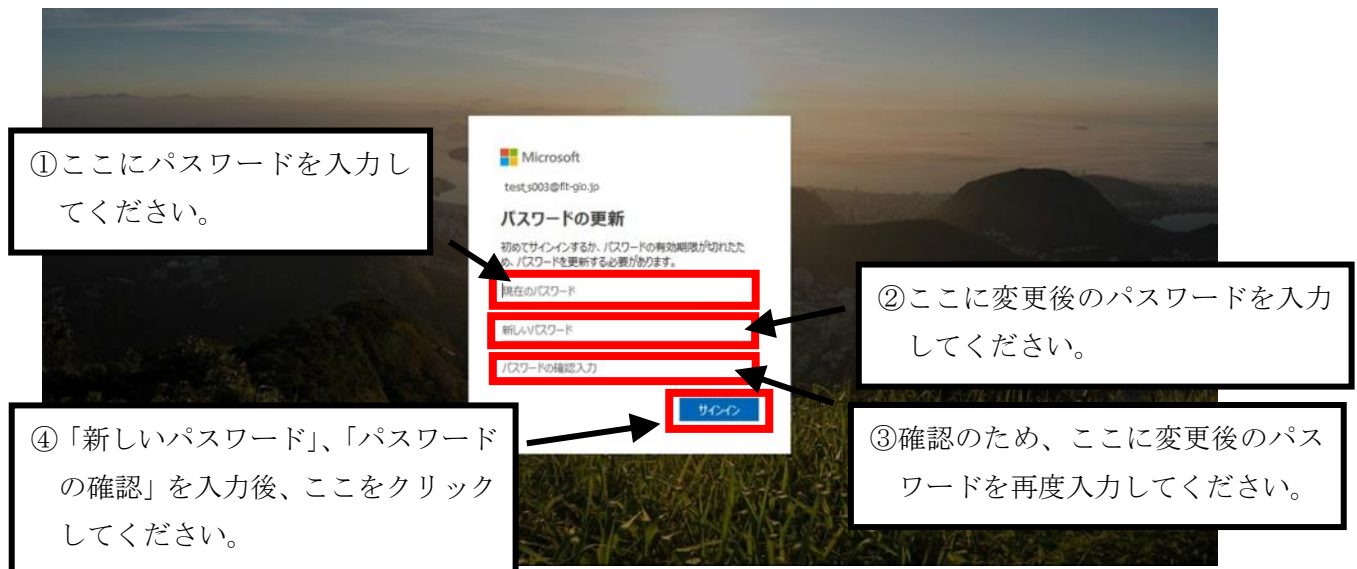 ①ここにパスワードを入力し
てください。
Microsoft
test_s003@fit-gio.jp
パスワードの更新
初めてサインインするか、パスワードの有効期限が切れたた
め、パスワードを更新する必要があります。
現在のパスワード
新しいパスワード
パスワードの確認入力
サインイン
②ここに変更後のパスワードを入力
してください。
③確認のため、ここに変更後のパス
ワードを再度入力してください。
④「新しいパスワード」、「パスワード
の確認」を入力後、ここをクリック
してください。